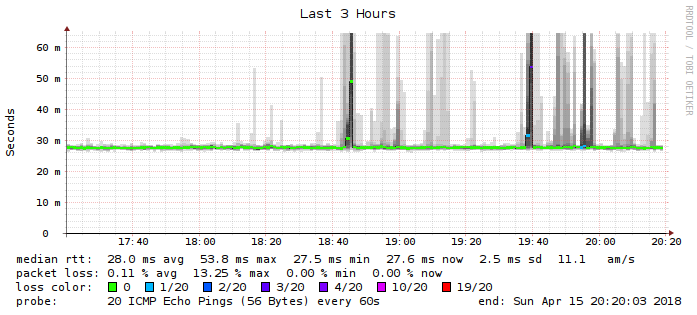 Last 3 Hours
RRDTOOL / TOBI OETIKER
Seconds
60 m
50 m
40 m
30 m
20 m
10 m
0
17:40 18:00 18:20 18:40 19:00 19:20 19:40 20:00 20:20
median rtt: 28.0 ms avg 53.8 ms max 27.5 ms min 27.6 ms now 2.5 ms sd 11.1 am/s
packet loss: 0.11 % avg 13.25 % max 0.00 % min 0.00 % now
loss color: 0 1/20 2/20 3/20 4/20 10/20 19/20
probe: 20 ICMP Echo Pings (56 Bytes) every 60s end: Sun Apr 15 20:20:03 2018